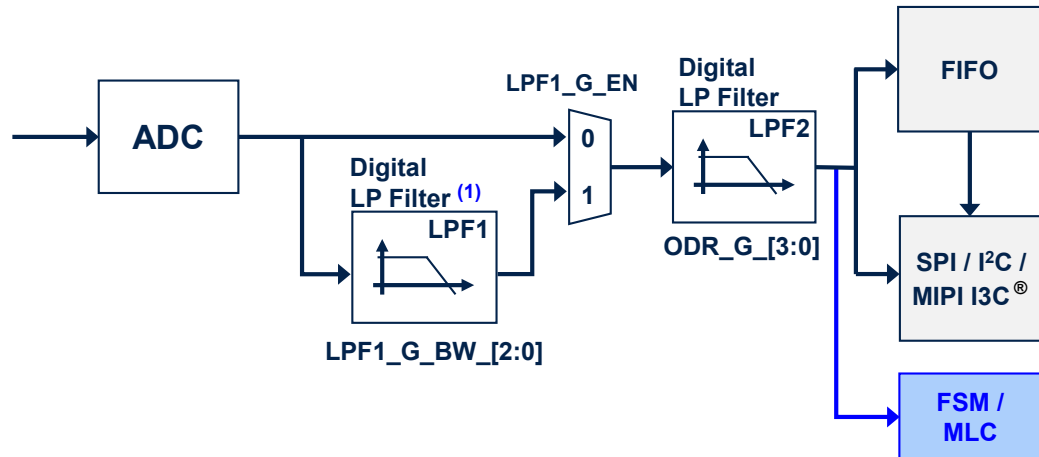 FIFO
LPF1_G_EN
Digital
LP Filter
LPF2
ADC
0
1
Digital
LP Filter (1)
LPF1
ODR_G_[3:0]
SPI / I²C /
MIPI I3C ®
LPF1_G_BW_[2:0]
FSM /
MLC